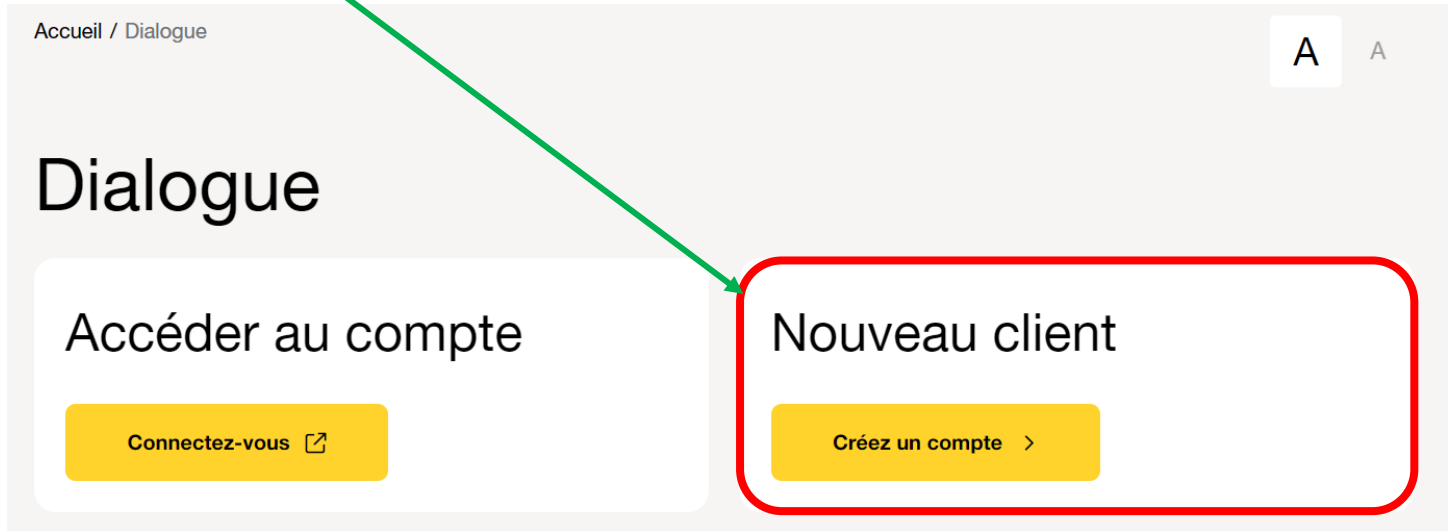 Accueil / Dialogue
A A
Dialogue
Accéder au compte
Nouveau client
Connectez-vous
Créez un compte